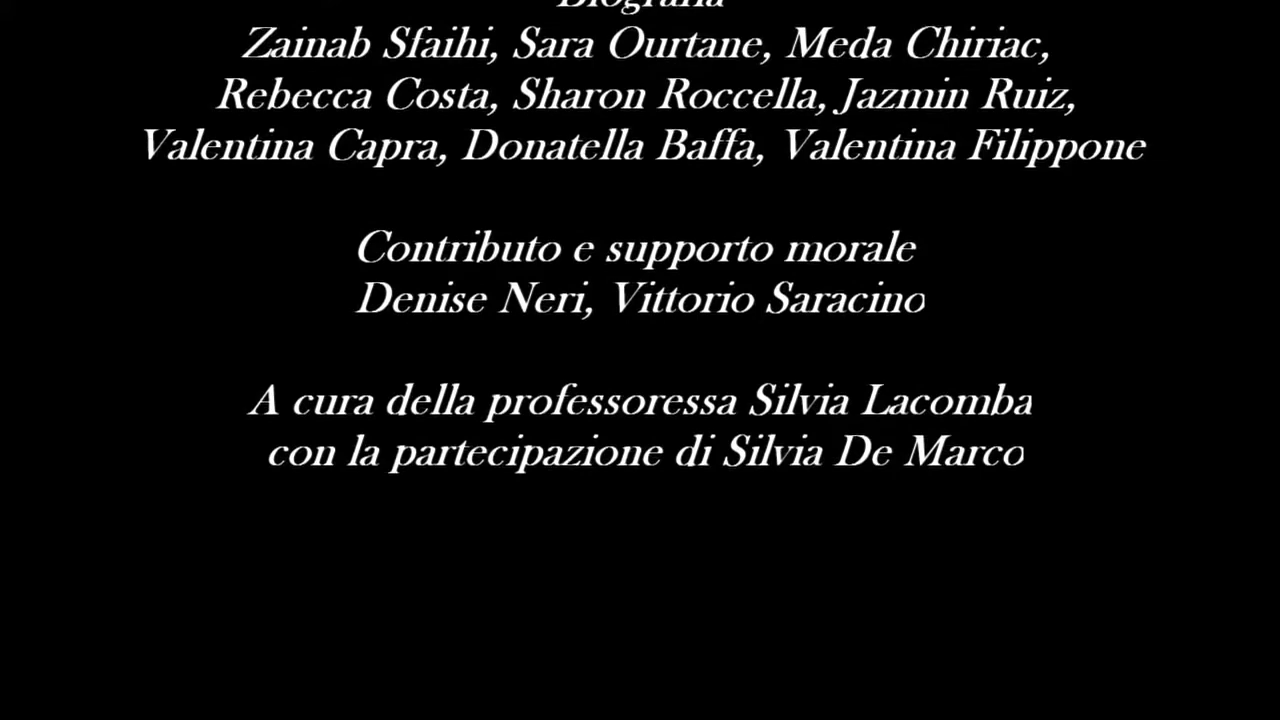 Biografia
Zainab Sfaihi, Sara Ourtane, Meda Chiriac,
Rebecca Costa, Sharon Roccella, Jazmin Ruiz,
Valentina Capra, Donatella Baffa, Valentina Filippone
Contributo e supporto morale
Denise Neri, Vittorio Saracino
A cura della professoressa Silvia Lacomba
con la partecipazione di Silvia De Marco